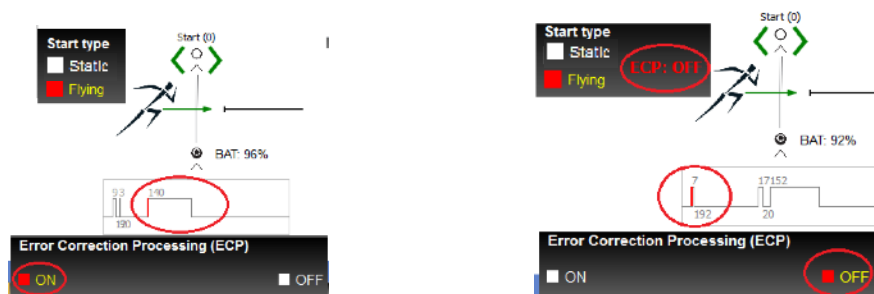 Start (0)
Start type
Static
Flying
BAT: 96%
93 140
190
Error Correction Processing (ECP)
ON OFF
Start (0)
Start type
Static
ECP: OFF
Flying
BAT: 92%
7 17152
192 20
Error Correction Processing (ECP)
ON OFF